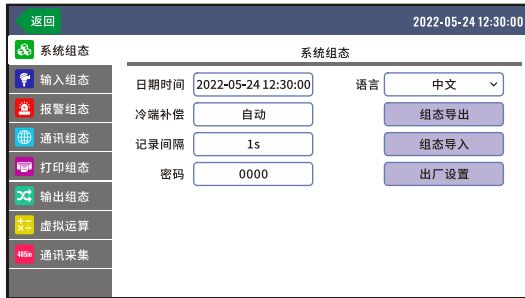 返回 2022-05-24 12:30:00
系统组态
输入组态
报警组态
通讯组态
打印组态
输出组态
虚拟运算
485in 通讯采集
系统组态
日期时间 2022-05-24 12:30:00 语言 中文
冷端补偿 自动 组态导出
记录间隔 1s 组态导入
密码 0000 出厂设置